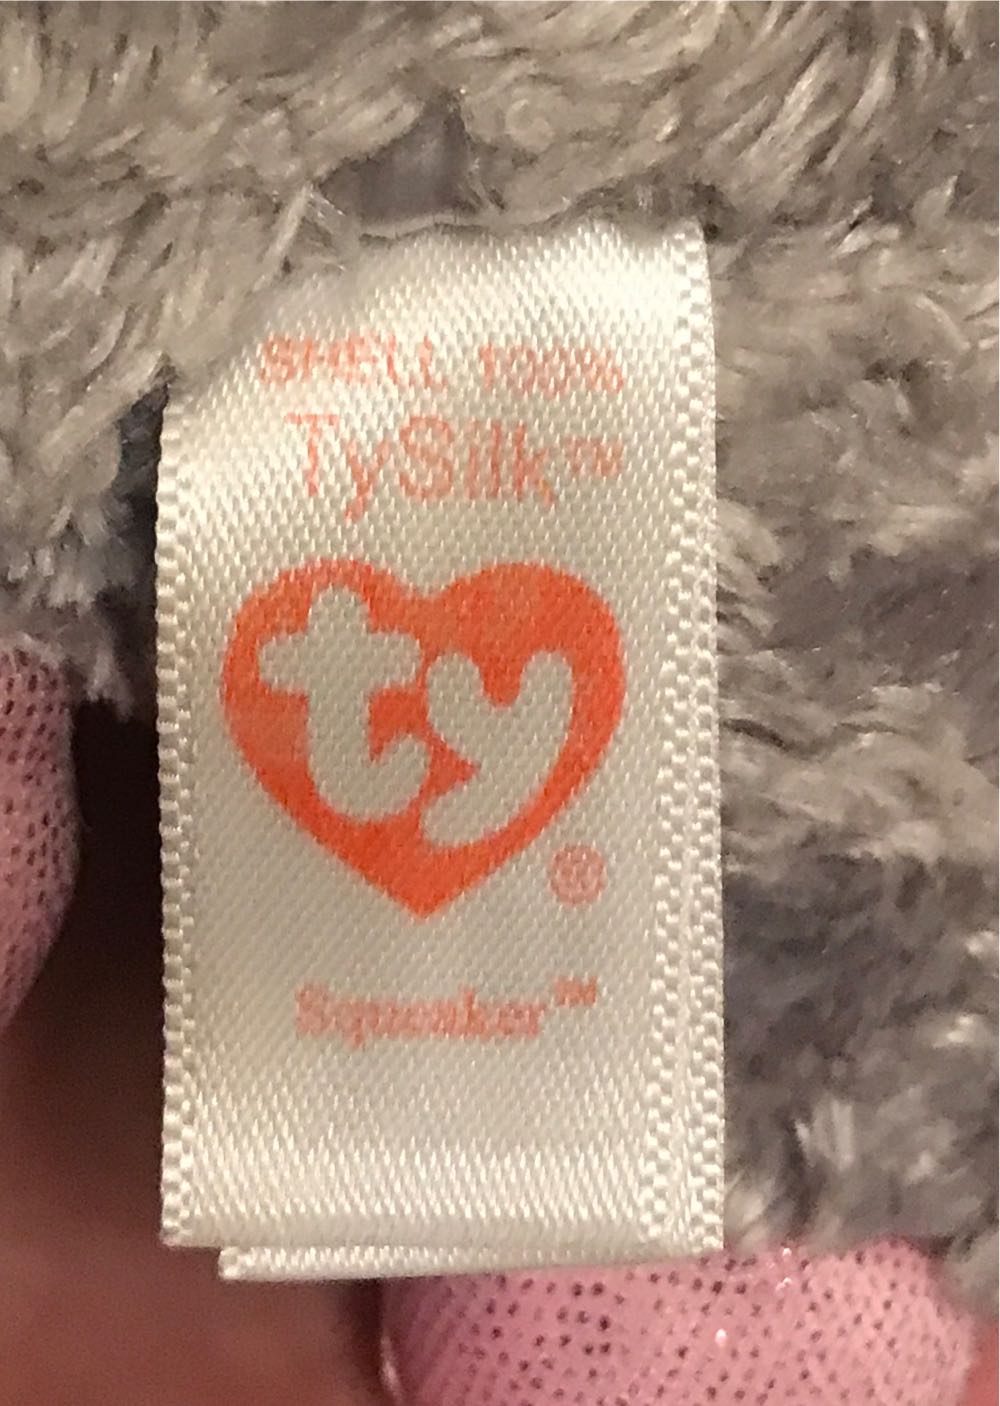 SHELL 100%
TySilk™
ty®
Squeaker™